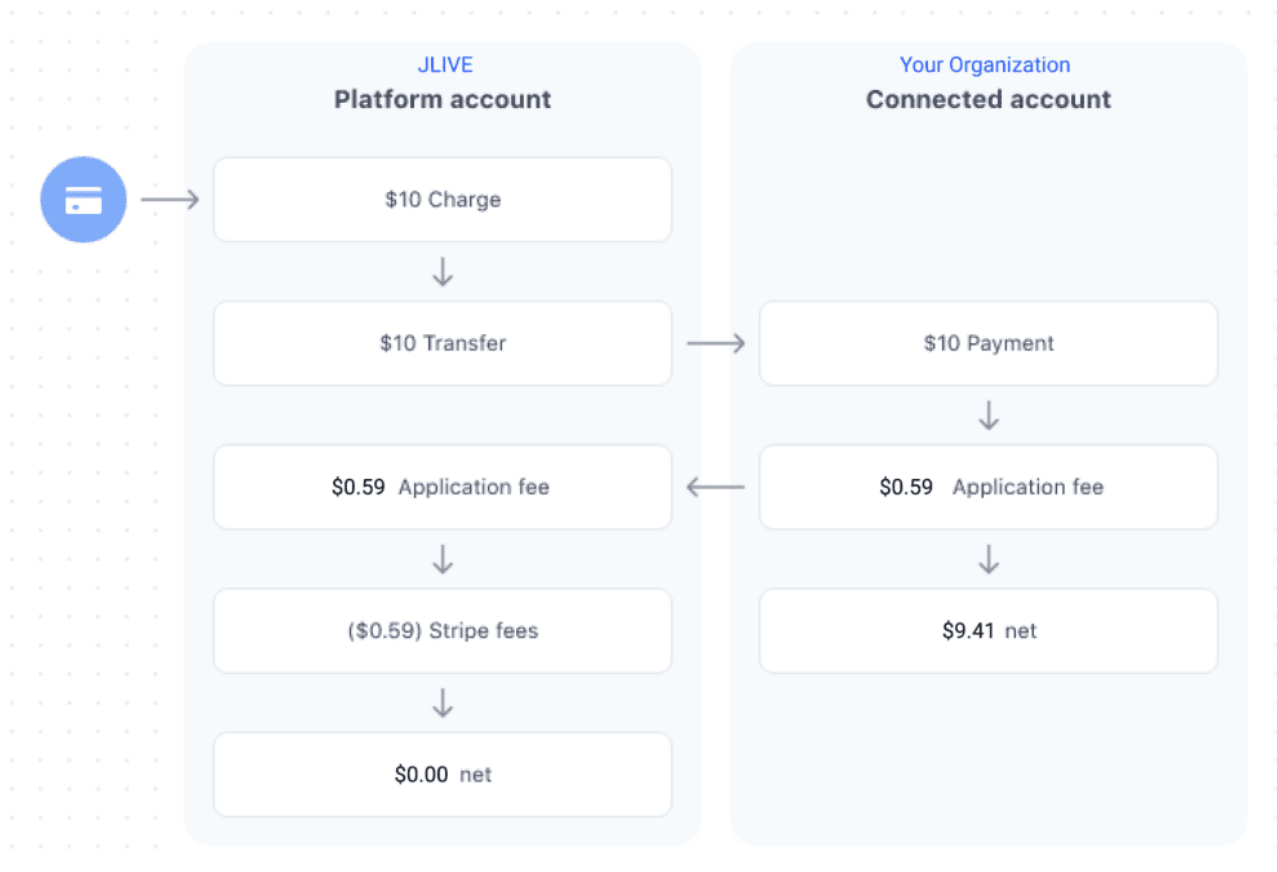 JLIVE
Platform account
$10 Charge
$10 Transfer
$0.59 Application fee
($0.59) Stripe fees
$0.00 net
Your Organization
Connected account
$10 Payment
$0.59 Application fee
$9.41 net